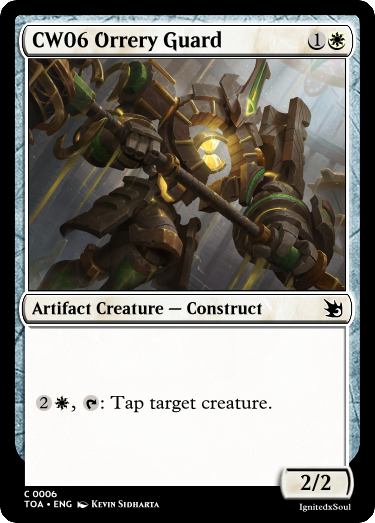 CW06 Orrery Guard 1
Artifact Creature — Construct
2, : Tap target creature.
2/2
C 0006
TOA • ENG Kevin Sidharta
IgnitedxSoul